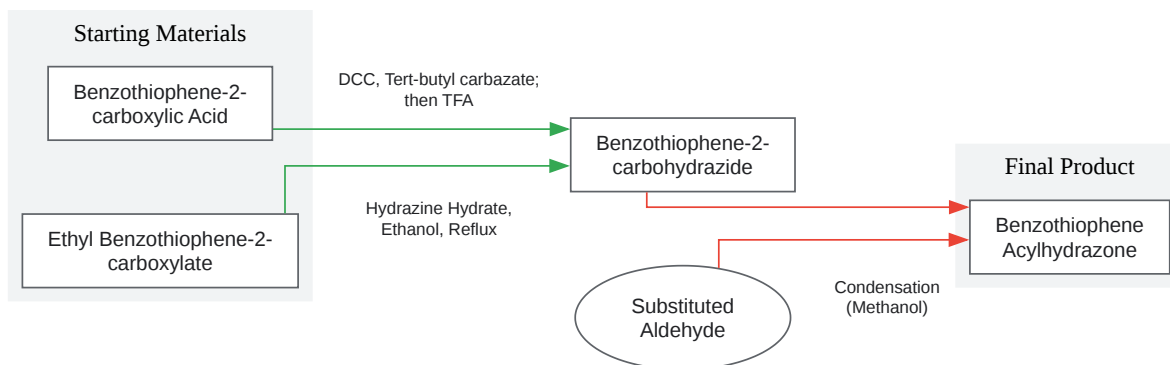 Starting Materials
Benzothiophene-2-
carboxylic Acid
DCC, Tert-butyl carbazate;
then TFA
Benzothiophene-2-
carbohydrazide
Final Product
Hydrazine Hydrate,
Ethanol, Reflux
Ethyl Benzothiophene-2-
carboxylate
Benzothiophene
Acylhydrazone
Substituted
Aldehyde
Condensation
(Methanol)